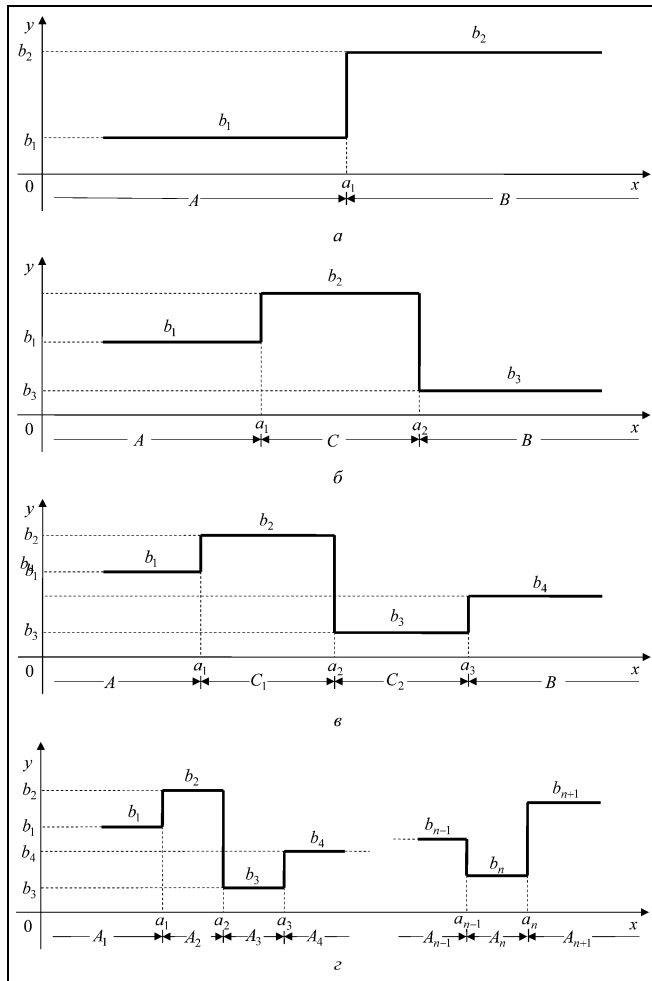 y
b₂
b₂
b₁
b₁
0
a₁
x
A
B
а
y
b₂
b₁
b₁
b₃
b₃
0
a₁
a₂
x
A
C
B
б
y
b₂
b₂
b₁
b₁
b₄
b₃
b₃
0
a₁
a₂
a₃
x
A
C₁
C₂
B
в
y
b₂
b₂
bₙ₊₁
b₁
b₁
bₙ₋₁
b₄
b₄
b₃
b₃
bₙ
0
a₁
a₂
a₃
aₙ₋₁
aₙ
x
A₁
A₂
A₃
A₄
Aₙ₋₁
Aₙ
Aₙ₊₁
г